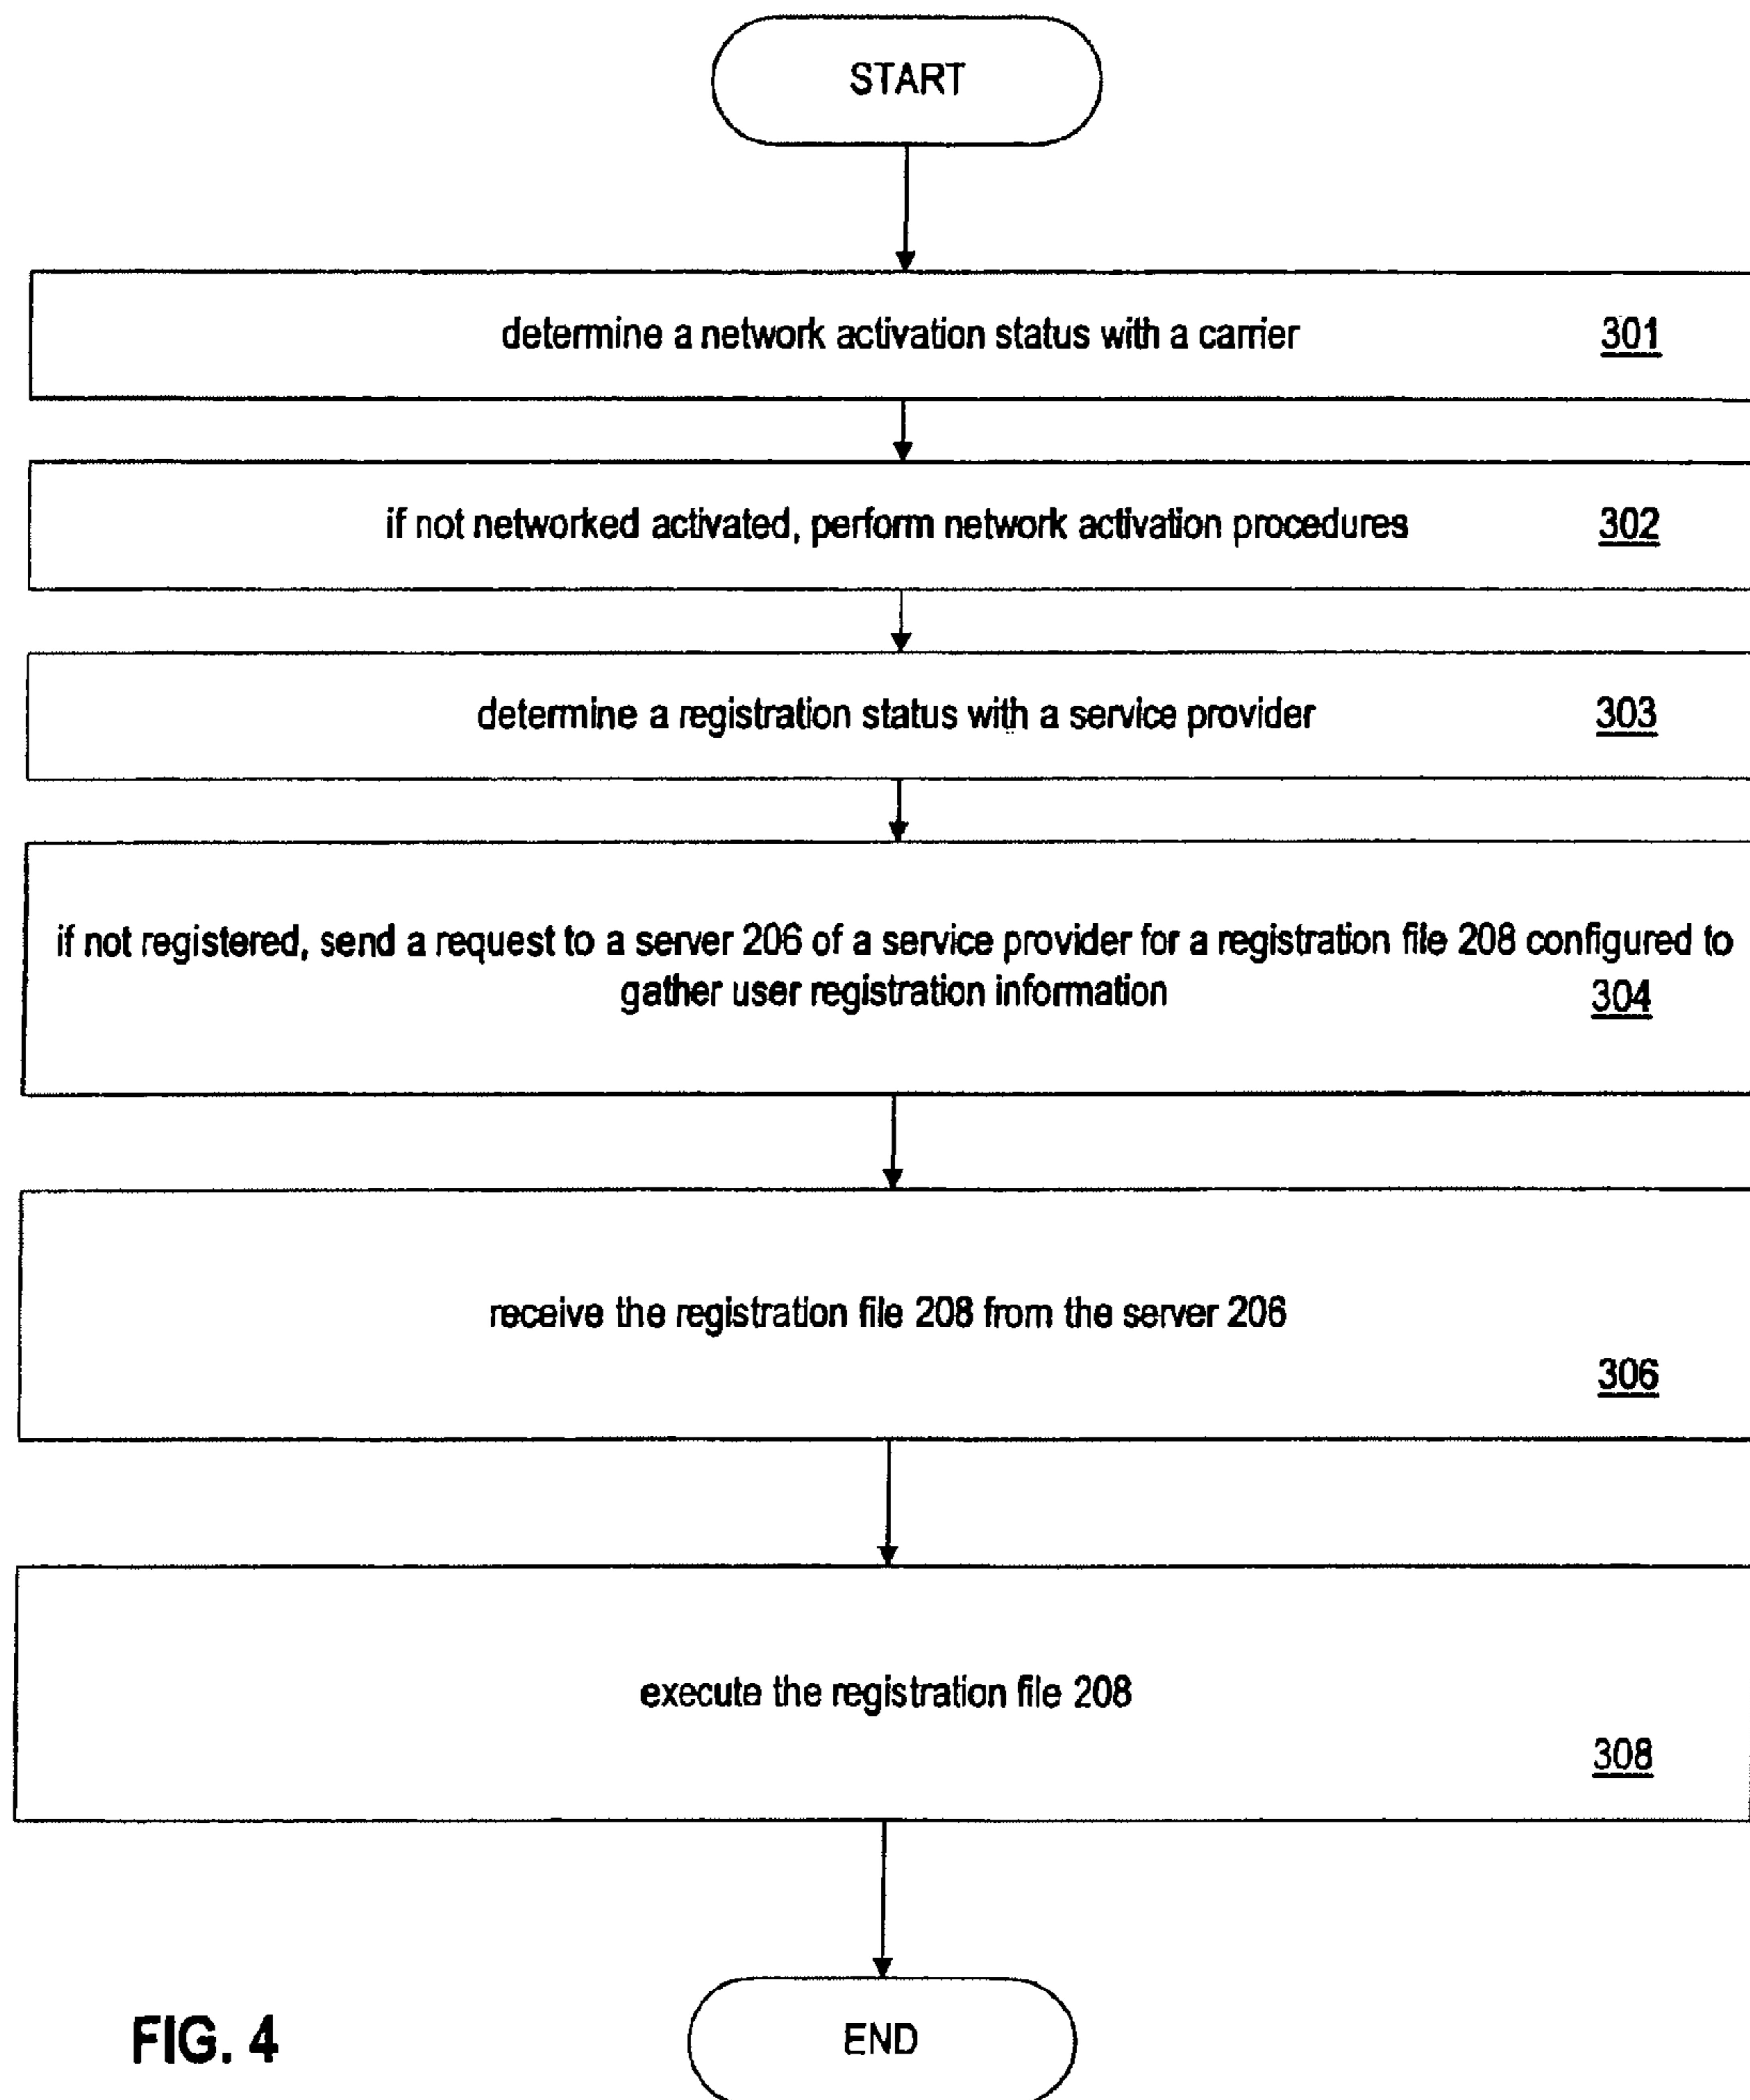 START
determine a network activation status with a carrier 301
if not networked activated, perform network activation procedures 302
determine a registration status with a service provider 303
if not registered, send a request to a server 206 of a service provider for a registration file 208 configured to
gather user registration information 304
receive the registration file 208 from the server 206
306
execute the registration file 208
308
END
FIG. 4